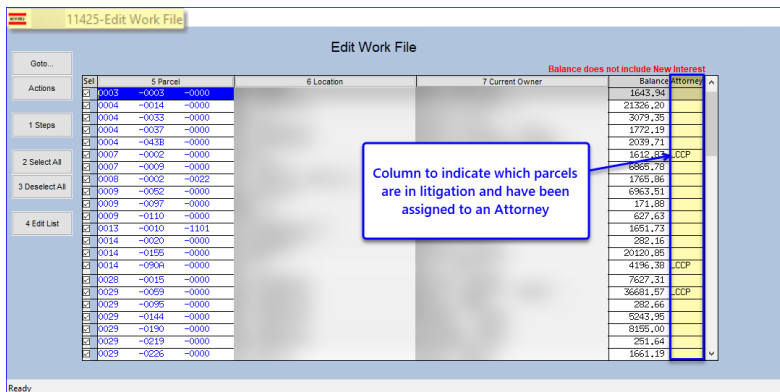 11425-Edit Work File
Edit Work File
Balance does not include New Interest
Goto...
Actions
1 Steps
2 Select All
3 Deselect All
4 Edit List
Sel 5 Parcel 6 Location 7 Current Owner Balance Attorney
0003 -0003 -0000 1643.94
0004 -0014 -0000 21326.20
0004 -0033 -0000 3079.35
0004 -0037 -0000 1772.19
0004 -043B -0000 2039.71
0007 -0002 -0000 1612.83 LCCP
0007 -0009 -0000 6865.78
0008 -0002 -0022 1765.86
0009 -0052 -0000 6963.51
0009 -0097 -0000 171.88
0009 -0110 -0000 627.63
0013 -0010 -1101 1651.73
0014 -0020 -0000 282.16
0014 -0155 -0000 20120.85
0014 -090A -0000 4196.38 LCCP
0028 -0015 -0000 7627.31
0029 -0059 -0000 36681.57 LCCP
0029 -0095 -0000 282.66
0029 -0144 -0000 5243.95
0029 -0190 -0000 8155.00
0029 -0219 -0000 251.64
0029 -0226 -0000 1661.19
Column to indicate which parcels
are in litigation and have been
assigned to an Attorney
Ready